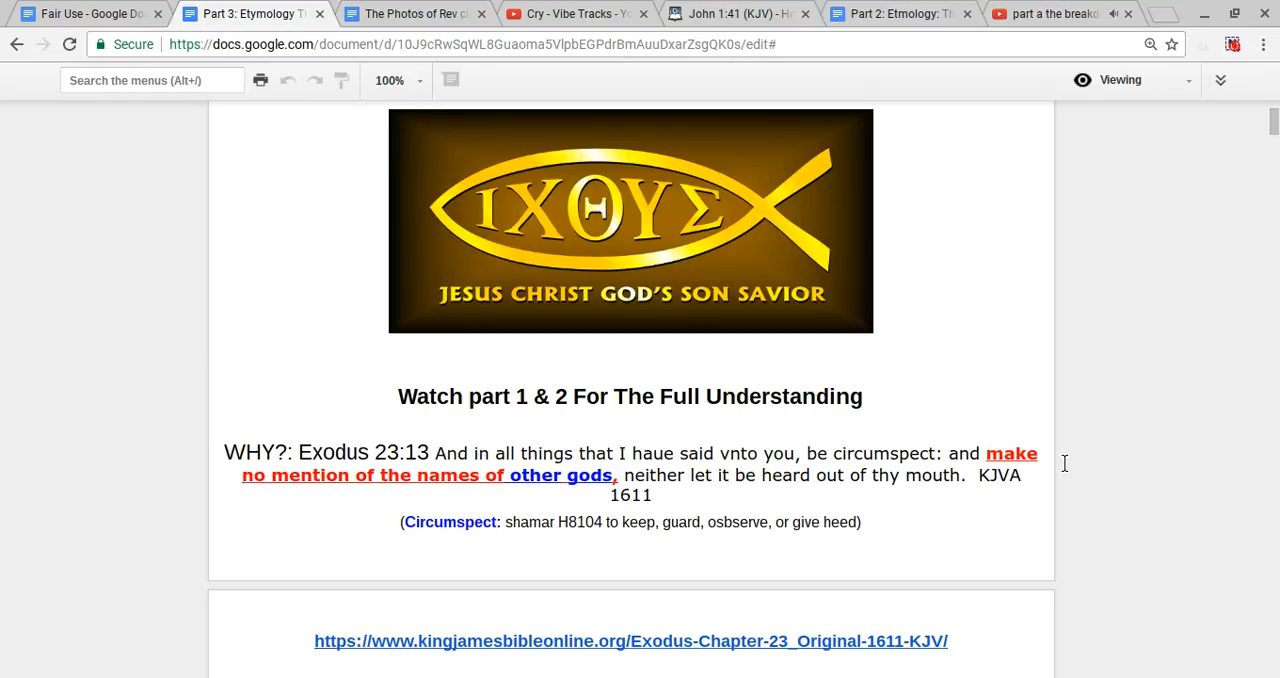 Fair Use - Google Do
Part 3: Etymology T
The Photos of Rev c
Cry - Vibe Tracks - Y
John 1:41 (KJV) - H
Part 2: Etmology: T
part a the breakd
Secure
https://docs.google.com/document/d/10J9cRwSqWL8Guaoma5VlpbEGPdrBmAuuDxarZsgQK0s/edit#
Search the menus (Alt+/)
100%
Viewing
ΙΧΘΥΣ
JESUS CHRIST GOD'S SON SAVIOR
Watch part 1 & 2 For The Full Understanding
WHY?: Exodus 23:13 And in all things that I haue said vnto you, be circumspect: and make
no mention of the names of other gods, neither let it be heard out of thy mouth. KJVA
1611
(Circumspect: shamar H8104 to keep, guard, osbserve, or give heed)
https://www.kingjamesbibleonline.org/Exodus-Chapter-23_Original-1611-KJV/